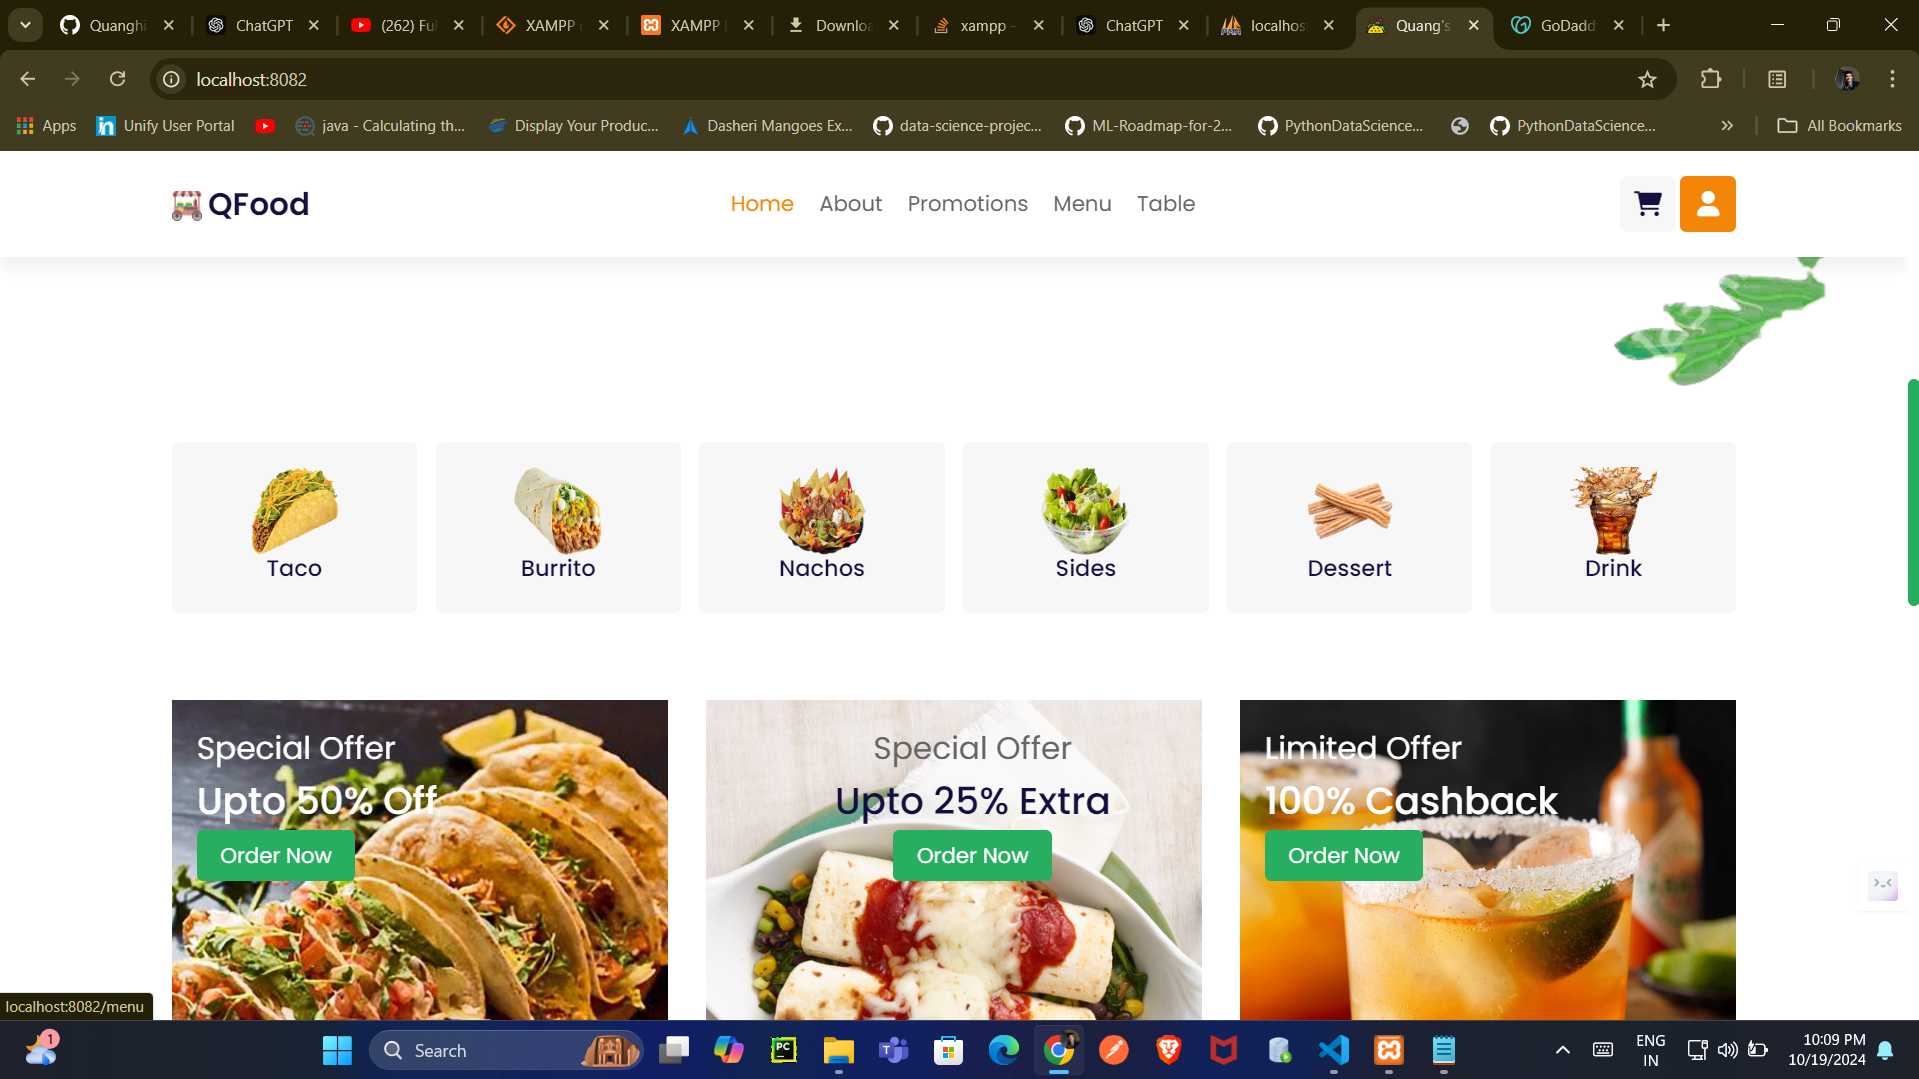 Quanghi
ChatGPT
(262) Ful
XAMPP
XAMPP
Downloa
xampp -
ChatGPT
localhos
Quang's
GoDadd
localhost:8082
Apps
Unify User Portal
java - Calculating th...
Display Your Produc...
Dasheri Mangoes Ex...
data-science-projec...
ML-Roadmap-for-2...
PythonDataScience...
PythonDataScience...
All Bookmarks
QFood
Home
About
Promotions
Menu
Table
Taco
Burrito
Nachos
Sides
Dessert
Drink
Special Offer
Upto 50% Off
Order Now
Special Offer
Upto 25% Extra
Order Now
Limited Offer
100% Cashback
Order Now
localhost:8082/menu
1
Search
ENG
IN
10:09 PM
10/19/2024